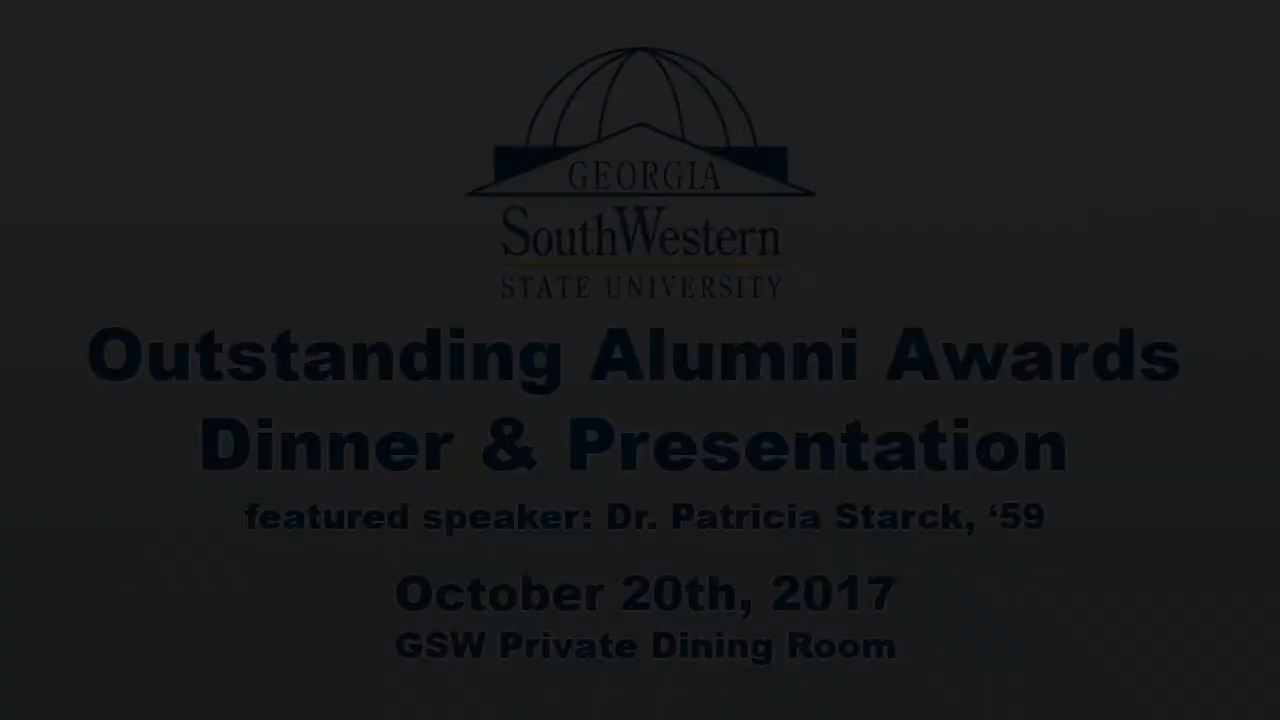 GEORGIA
SouthWestern
STATE UNIVERSITY
Outstanding Alumni Awards
Dinner & Presentation
featured speaker: Dr. Patricia Starck, ‘59
October 20th, 2017
GSW Private Dining Room